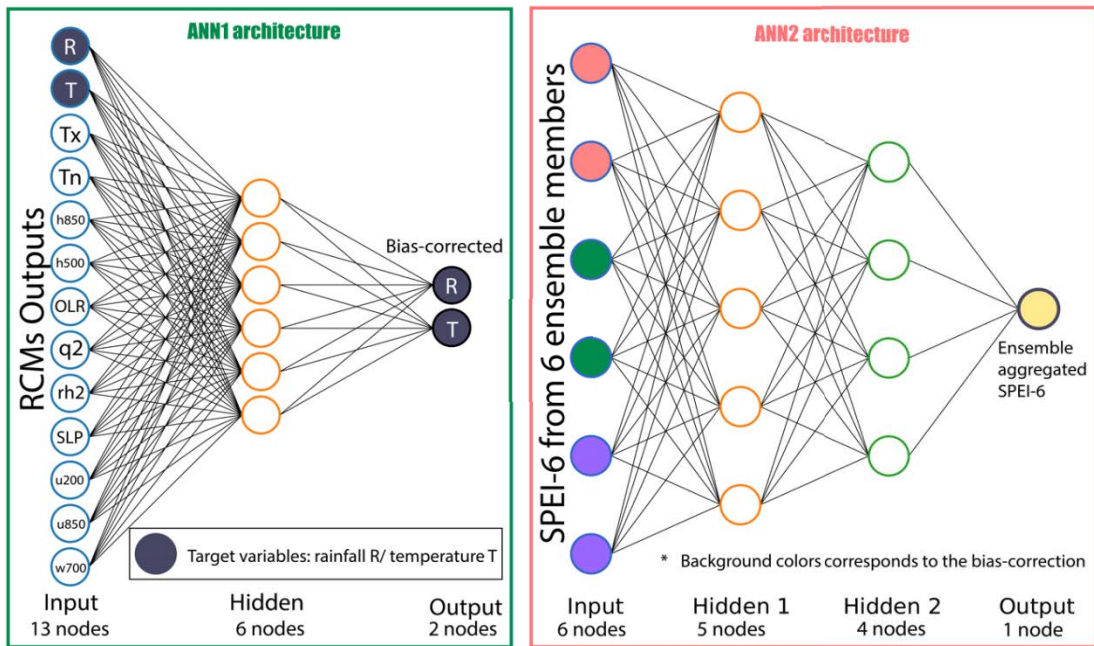 ANN1 architecture
RCMs Outputs
R
T
Tx
Tn
h850
h500
OLR
q2
rh2
SLP
u200
u850
w700
Bias-corrected
R
T
Target variables: rainfall R/ temperature T
Input
13 nodes
Hidden
6 nodes
Output
2 nodes
ANN2 architecture
SPEI-6 from 6 ensemble members
Ensemble
aggregated
SPEI-6
* Background colors corresponds to the bias-correction
Input
6 nodes
Hidden 1
5 nodes
Hidden 2
4 nodes
Output
1 node